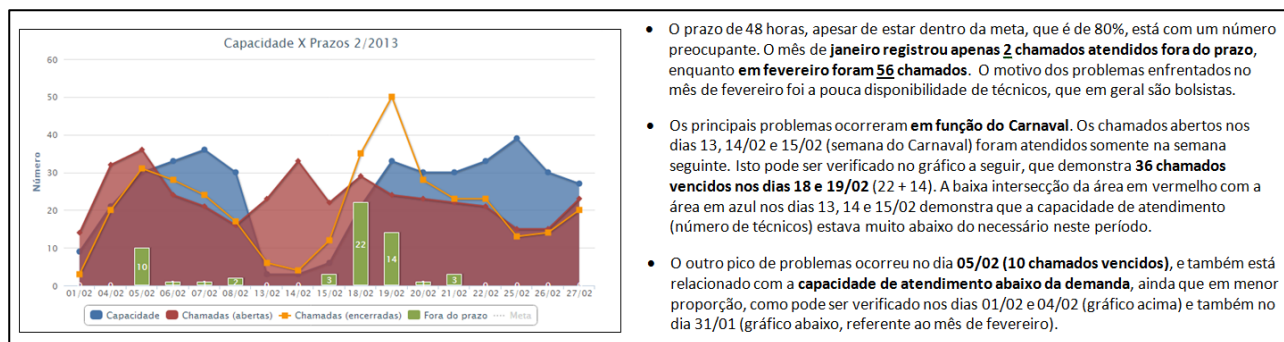 Capacidade X Prazos 2/2013
60
50
40
30
20
10
0
Número
10
1
1
2
0
0
3
22
14
1
3
0
0
0
0
01/02 04/02 05/02 06/02 07/02 08/02 13/02 14/02 15/02 18/02 19/02 20/02 21/02 22/02 25/02 26/02 27/02
Capacidade Chamadas (abertas) Chamadas (encerradas) Fora do prazo Meta
• O prazo de 48 horas, apesar de estar dentro da meta, que é de 80%, está com um número
preocupante. O mês de janeiro registrou apenas 2 chamados atendidos fora do prazo,
enquanto em fevereiro foram 56 chamados. O motivo dos problemas enfrentados no
mês de fevereiro foi a pouca disponibilidade de técnicos, que em geral são bolsistas.
• Os principais problemas ocorreram em função do Carnaval. Os chamados abertos nos
dias 13, 14/02 e 15/02 (semana do Carnaval) foram atendidos somente na semana
seguinte. Isto pode ser verificado no gráfico a seguir, que demonstra 36 chamados
vencidos nos dias 18 e 19/02 (22 + 14). A baixa intersecção da área em vermelho com a
área em azul nos dias 13, 14 e 15/02 demonstra que a capacidade de atendimento
(número de técnicos) estava muito abaixo do necessário neste período.
• O outro pico de problemas ocorreu no dia 05/02 (10 chamados vencidos), e também está
relacionado com a capacidade de atendimento abaixo da demanda, ainda que em menor
proporção, como pode ser verificado nos dias 01/02 e 04/02 (gráfico acima) e também no
dia 31/01 (gráfico abaixo, referente ao mês de fevereiro).